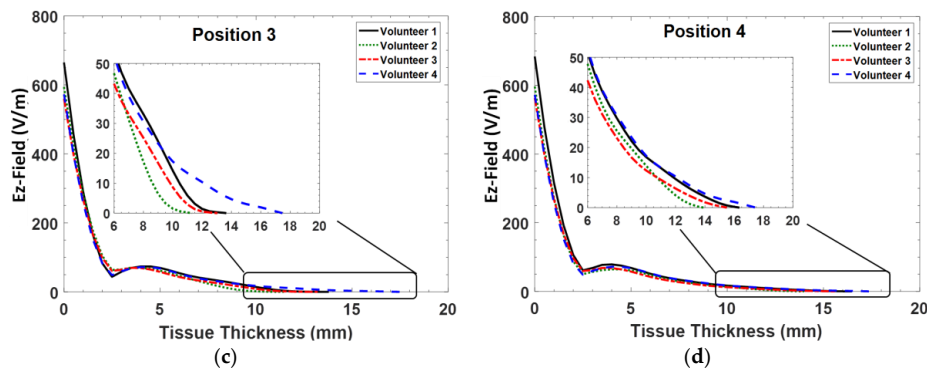 800
600
400
200
0
Ez-Field (V/m)
Position 3
Volunteer 1
Volunteer 2
Volunteer 3
Volunteer 4
50
40
30
20
10
0
6 8 10 12 14 16 18 20
0 5 10 15 20
Tissue Thickness (mm)
(c)
800
600
400
200
0
Ez-Field (V/m)
Position 4
Volunteer 1
Volunteer 2
Volunteer 3
Volunteer 4
50
40
30
20
10
0
6 8 10 12 14 16 18 20
0 5 10 15 20
Tissue Thickness (mm)
(d)